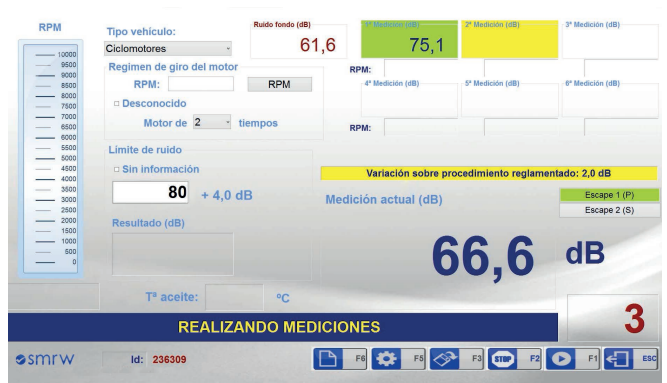 RPM
10000
9500
9000
8500
8000
7500
7000
6500
6000
5500
5000
4500
4000
3500
3000
2500
2000
1500
1000
500
0
Tipo vehículo:
Ciclomotores
Regimen de giro del motor
RPM:
RPM
Desconocido
Motor de 2 tiempos
Límite de ruido
Sin información
80 + 4,0 dB
Resultado (dB)
Tª aceite: ºC
Ruido fondo (dB)
61,6
1ª Medición (dB)
75,1
2ª Medición (dB)
3ª Medición (dB)
RPM:
4ª Medición (dB)
5ª Medición (dB)
6ª Medición (dB)
RPM:
Variación sobre procedimiento reglamentado: 2,0 dB
Medición actual (dB)
Escape 1 (P)
Escape 2 (S)
66,6 dB
3
REALIZANDO MEDICIONES
smrw
Id: 236309
F6
F5
F3
STOP F2
F1
ESC